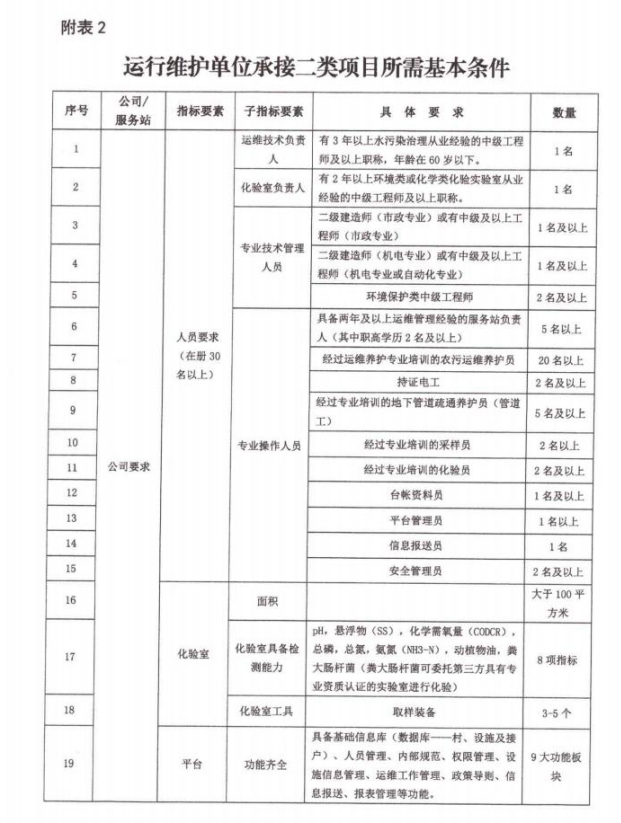 附表 2
运行维护单位承接二类项目所需基本条件
序号 公司/服务站 指标要素 子指标要素 具 体 要 求 数量
1 公司要求 人员要求（在册 30 名以上） 运维技术负责人 有 3 年以上水污染治理从业经验的中级工程师及以上职称，年龄在 60 岁以下。 1 名
2 化验室负责人 有 2 年以上环境类或化学类化验实验室从业经验的中级工程师及以上职称。 1 名
3 专业技术管理人员 二级建造师（市政专业）或有中级及以上工程师（市政专业） 1 名及以上
4 二级建造师（机电专业）或有中级及以上工程师（机电专业或自动化专业） 1 名及以上
5 环境保护类中级工程师 2 名及以上
6 专业操作人员 具备两年及以上运维管理经验的服务站负责人（其中职高学历 2 名及以上） 5 名以上
7 经过运维养护专业培训的农污运维养护员 20 名以上
8 持证电工 2 名及以上
9 经过专业培训的地下管道疏通养护员（管道工） 5 名及以上
10 经过专业培训的采样员 2 名以上
11 经过专业培训的化验员 2 名及以上
12 台帐资料员 1 名及以上
13 平台管理员 1 名以上
14 信息报送员 1 名
15 安全管理员 2 名及以上
16 化验室 面积 大于 100 平方米
17 化验室具备检测能力 pH，悬浮物（SS），化学需氧量（CODCR），总磷，总氮，氨氮（NH3-N），动植物油，粪大肠杆菌（粪大肠杆菌可委托第三方具有专业资质认证的实验室进行化验） 8 项指标
18 化验室工具 取样装备 3-5 个
19 平台 功能齐全 具备基础信息库（数据库——村、设施及接户）、人员管理、内部规范、权限管理、设施信息管理、运维工作管理、政策导则、信息报送、报表管理等功能。 9 大功能板块